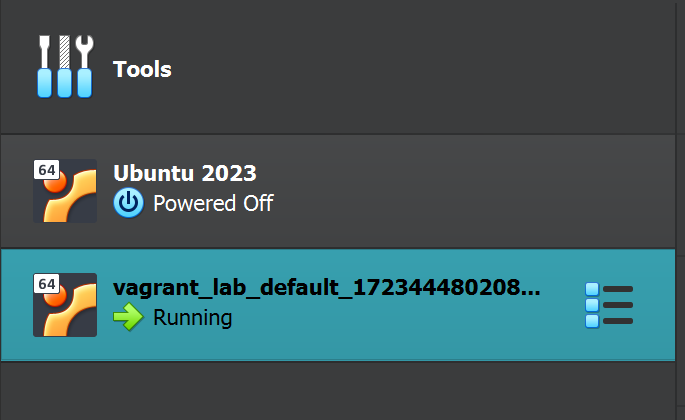 Tools
64
Ubuntu 2023
Powered Off
64
vagrant_lab_default_172344480208...
Running